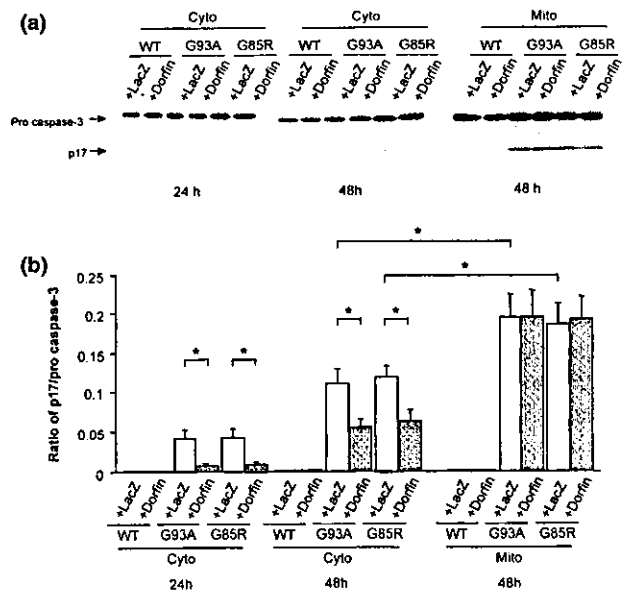 (a)
Cyto Cyto Mito
WT G93A G85R WT G93A G85R WT G93A G85R
+LacZ +Dorfin +LacZ +Dorfin +LacZ +Dorfin +LacZ +Dorfin +LacZ +Dorfin +LacZ +Dorfin +LacZ +Dorfin +LacZ +Dorfin +LacZ +Dorfin
Pro caspase-3
p17
24 h 48h 48 h
(b)
* *
* * * *
Ratio of p17/pro caspase-3
0.25
0.2
0.15
0.1
0.05
0
+LacZ +Dorfin +LacZ +Dorfin +LacZ +Dorfin +LacZ +Dorfin +LacZ +Dorfin +LacZ +Dorfin +LacZ +Dorfin +LacZ +Dorfin +LacZ +Dorfin
WT G93A G85R WT G93A G85R WT G93A G85R
Cyto Cyto Mito
24h 48h 48h